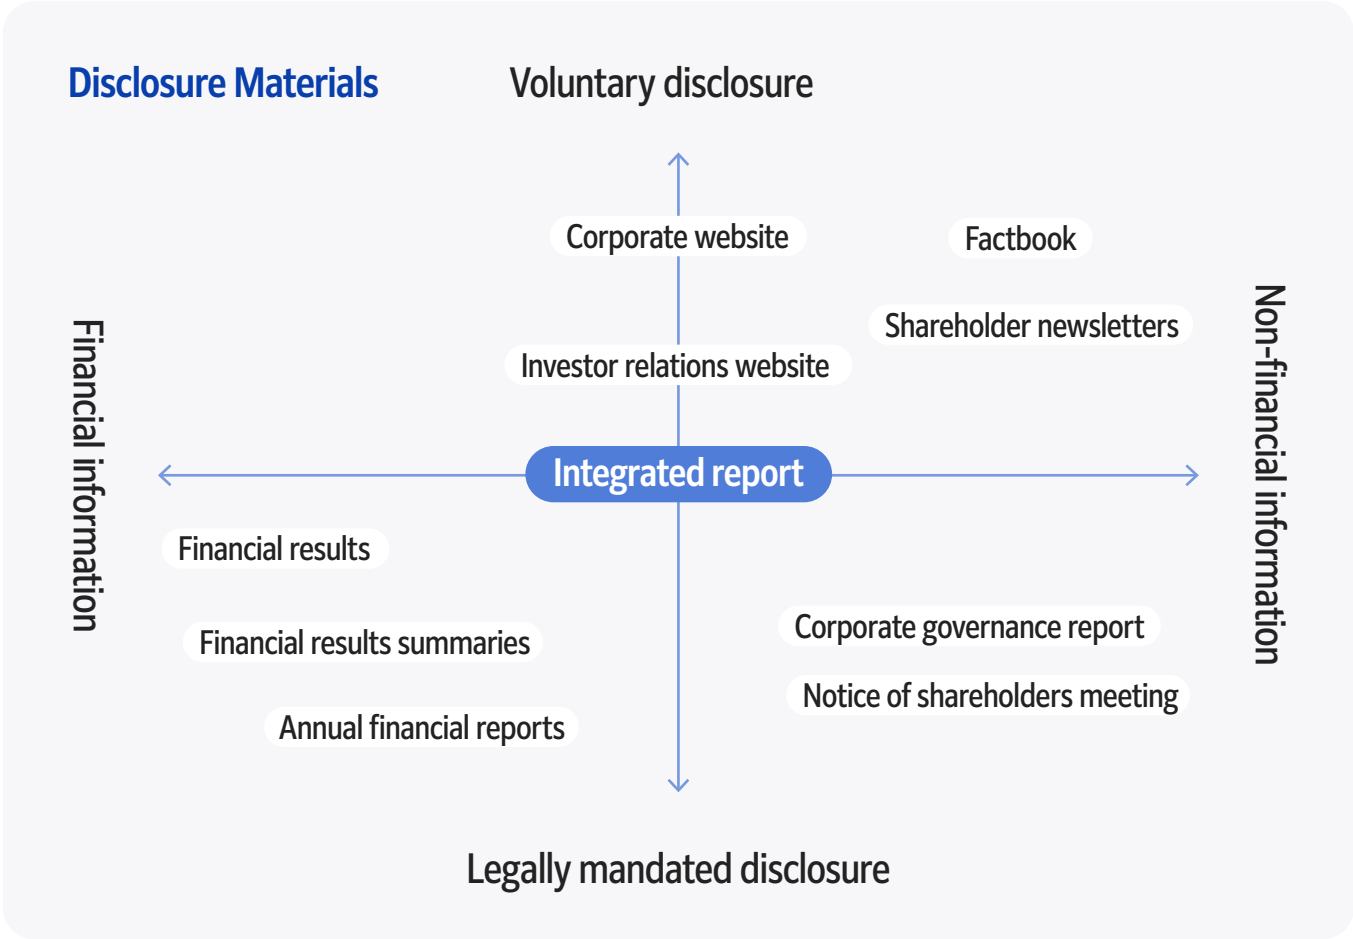 Disclosure Materials
Voluntary disclosure
Corporate website
Factbook
Shareholder newsletters
Investor relations website
Financial information
Non-financial information
Integrated report
Financial results
Financial results summaries
Annual financial reports
Corporate governance report
Notice of shareholders meeting
Legally mandated disclosure